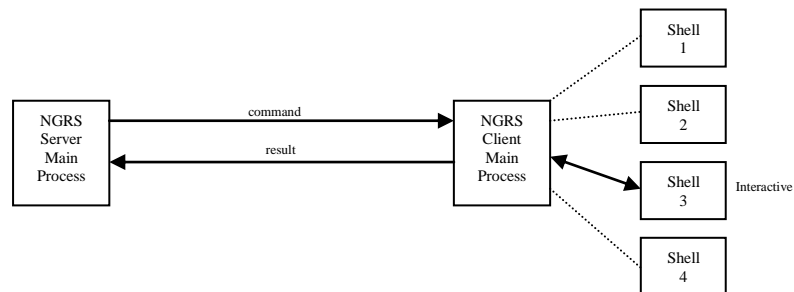 Shell
1
NGRS
Server
Main
Process
command
result
NGRS
Client
Main
Process
Shell
2
Shell
3
Interactive
Shell
4